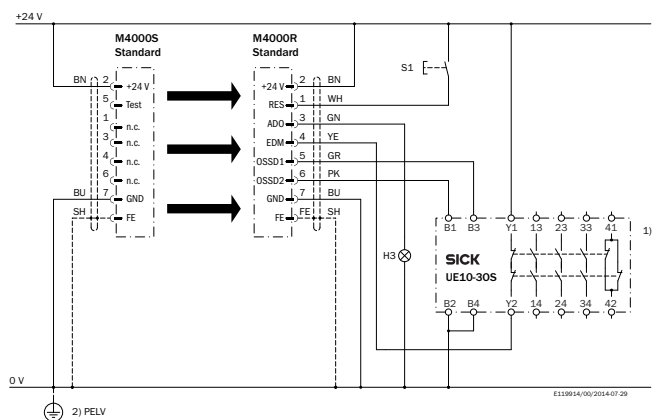 +24 V
M4000S
Standard
M4000R
Standard
S1
BN 2 +24 V
5 Test
1 n.c.
3 n.c.
4 n.c.
6 n.c.
BU 7 GND
SH FE
+24 V 2 BN
RES 1 WH
ADO 3 GN
EDM 4 YE
OSSD1 5 GR
OSSD2 6 PK
GND 7 BU
FE FE SH
H3
B1 B3 Y1 13 23 33 41
1)
SICK
UE10-3OS
B2 B4 Y2 14 24 34 42
0 V
E119914/00/2014-07-29
2) PELV